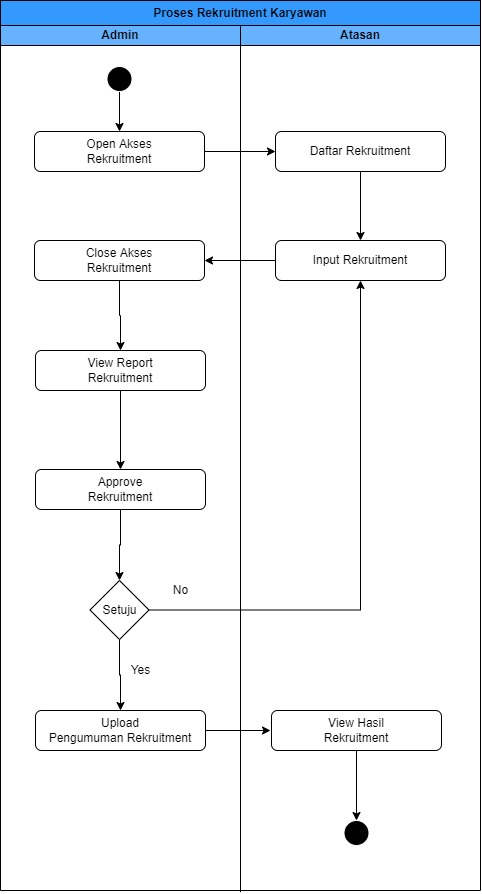 Proses Rekruitment Karyawan
Admin
Atasan
Open Akses
Rekruitment
Daftar Rekruitment
Close Akses
Rekruitment
Input Rekruitment
View Report
Rekruitment
Approve
Rekruitment
Setuju
No
Yes
Upload
Pengumuman Rekruitment
View Hasil
Rekruitment